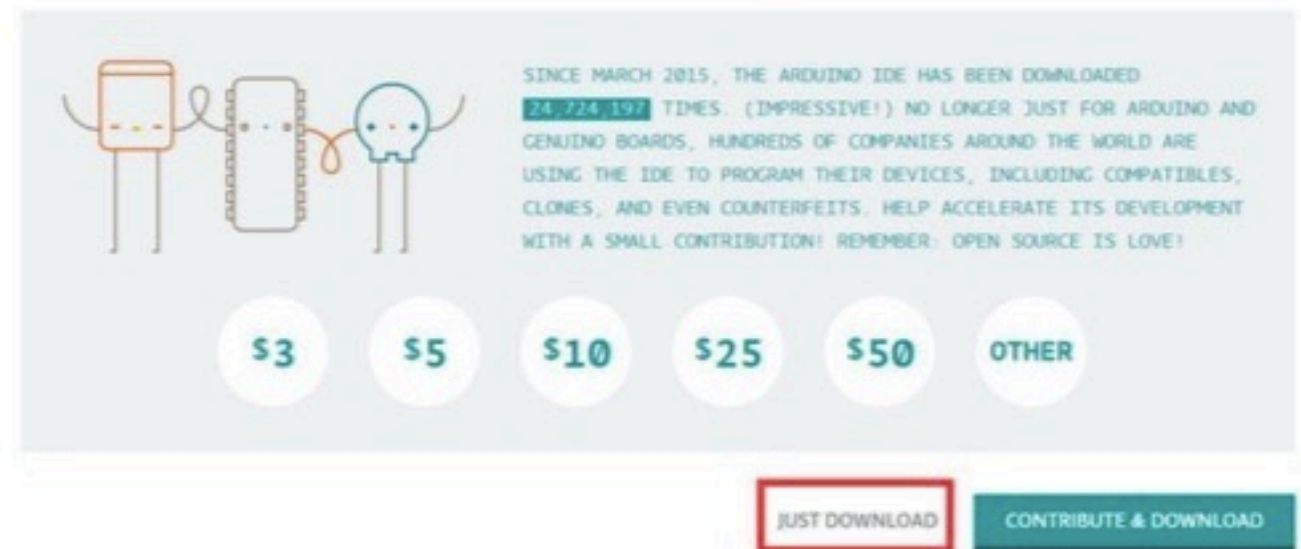 SINCE MARCH 2015, THE ARDUINO IDE HAS BEEN DOWNLOADED
24,724,197 TIMES. (IMPRESSIVE!) NO LONGER JUST FOR ARDUINO AND
GENUINO BOARDS, HUNDREDS OF COMPANIES AROUND THE WORLD ARE
USING THE IDE TO PROGRAM THEIR DEVICES, INCLUDING COMPATIBLES,
CLONES, AND EVEN COUNTERFEITS. HELP ACCELERATE ITS DEVELOPMENT
WITH A SMALL CONTRIBUTION! REMEMBER: OPEN SOURCE IS LOVE!
$3 $5 $10 $25 $50 OTHER
JUST DOWNLOAD CONTRIBUTE & DOWNLOAD